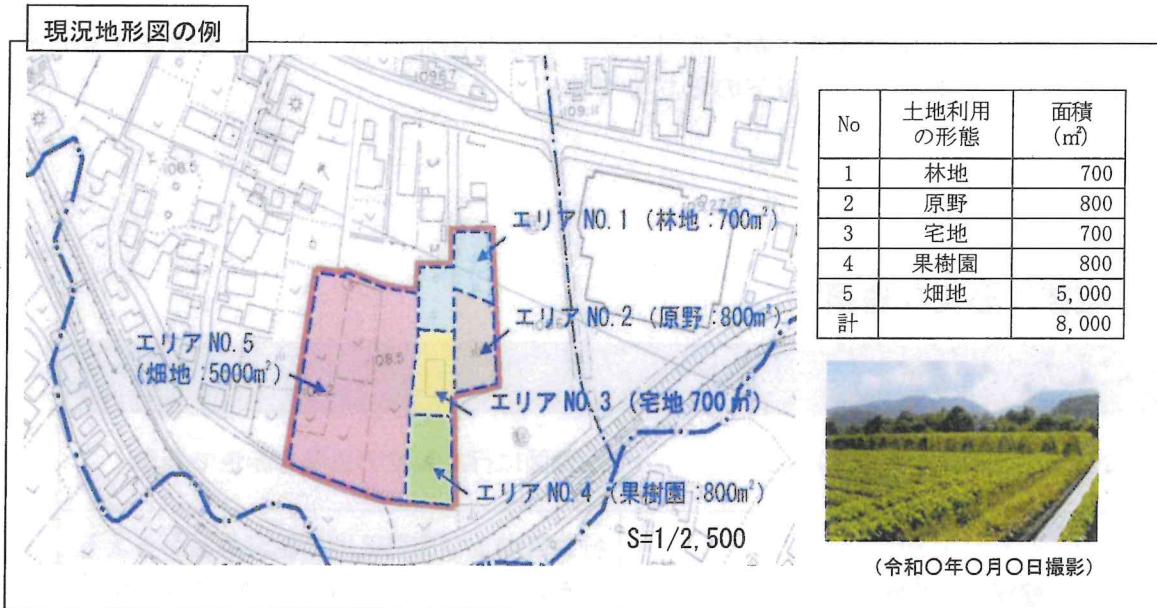 現況地形図の例
エリア NO.1 (林地:700㎡)
エリア NO.2 (原野:800㎡)
エリア NO.5
(畑地:5000㎡)
エリア NO.3 (宅地 700㎡)
エリア NO.4 (果樹園:800㎡)
S=1/2,500
108.5
108.5
No 土地利用の形態 面積(㎡)
1 林地 700
2 原野 800
3 宅地 700
4 果樹園 800
5 畑地 5,000
計 8,000
(令和〇年〇月〇日撮影)